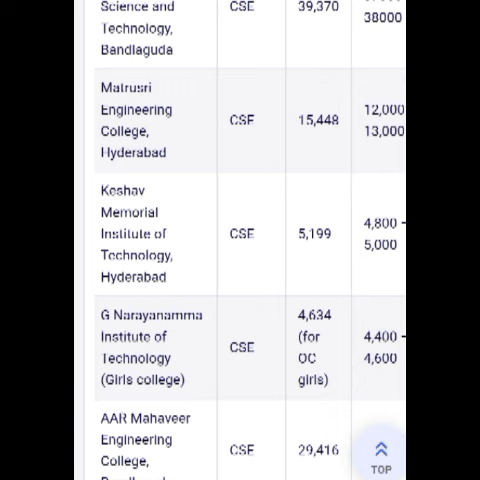 Science and
Technology,
Bandlaguda
CSE
39,370
38000
Matrusri
Engineering
College,
Hyderabad
CSE
15,448
12,000
13,000
Keshav
Memorial
Institute of
Technology,
Hyderabad
CSE
5,199
4,800 -
5,000
G Narayanamma
Institute of
Technology
(Girls college)
CSE
4,634
(for
OC
girls)
4,400 -
4,600
AAR Mahaveer
Engineering
College,
CSE
29,416
TOP